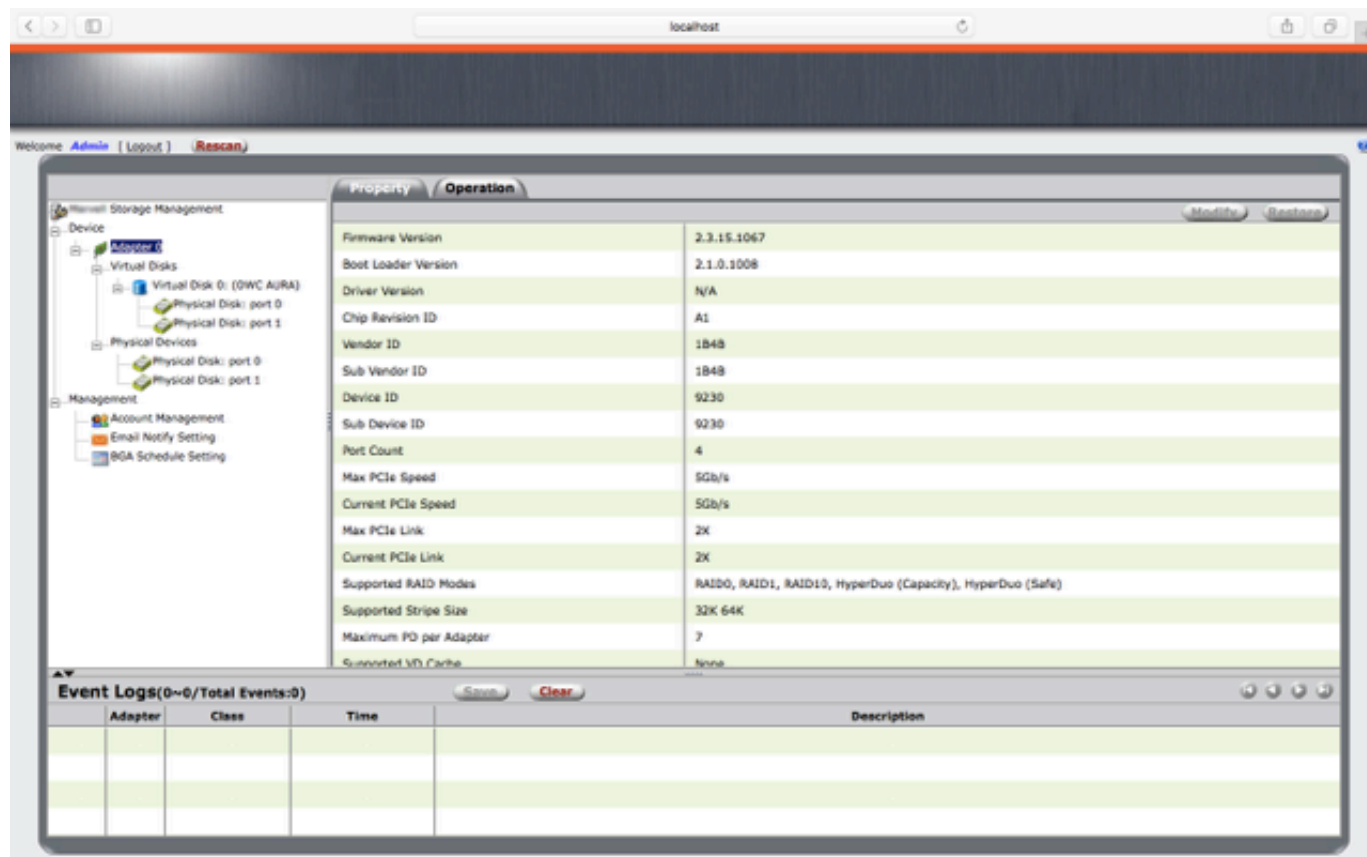 localhost
Welcome Admin [ Logout ] Rescan
Property Operation
Storage Management
Modify Restore
Device
Adapter 0
Virtual Disks
Virtual Disk 0: (OWC AURA)
Physical Disk: port 0
Physical Disk: port 1
Physical Devices
Physical Disk: port 0
Physical Disk: port 1
Management
Account Management
Email Notify Setting
BGA Schedule Setting
Firmware Version 2.3.15.1067
Boot Loader Version 2.1.0.1008
Driver Version N/A
Chip Revision ID A1
Vendor ID 1B4B
Sub Vendor ID 1B4B
Device ID 9230
Sub Device ID 9230
Port Count 4
Max PCIe Speed 5Gb/s
Current PCIe Speed 5Gb/s
Max PCIe Link 2X
Current PCIe Link 2X
Supported RAID Modes RAID0, RAID1, RAID10, HyperDuo (Capacity), HyperDuo (Safe)
Supported Stripe Size 32K 64K
Maximum PD per Adapter 7
Supported VD Cache None
Event Logs(0~0/Total Events:0) Save Clear
Adapter Class Time Description